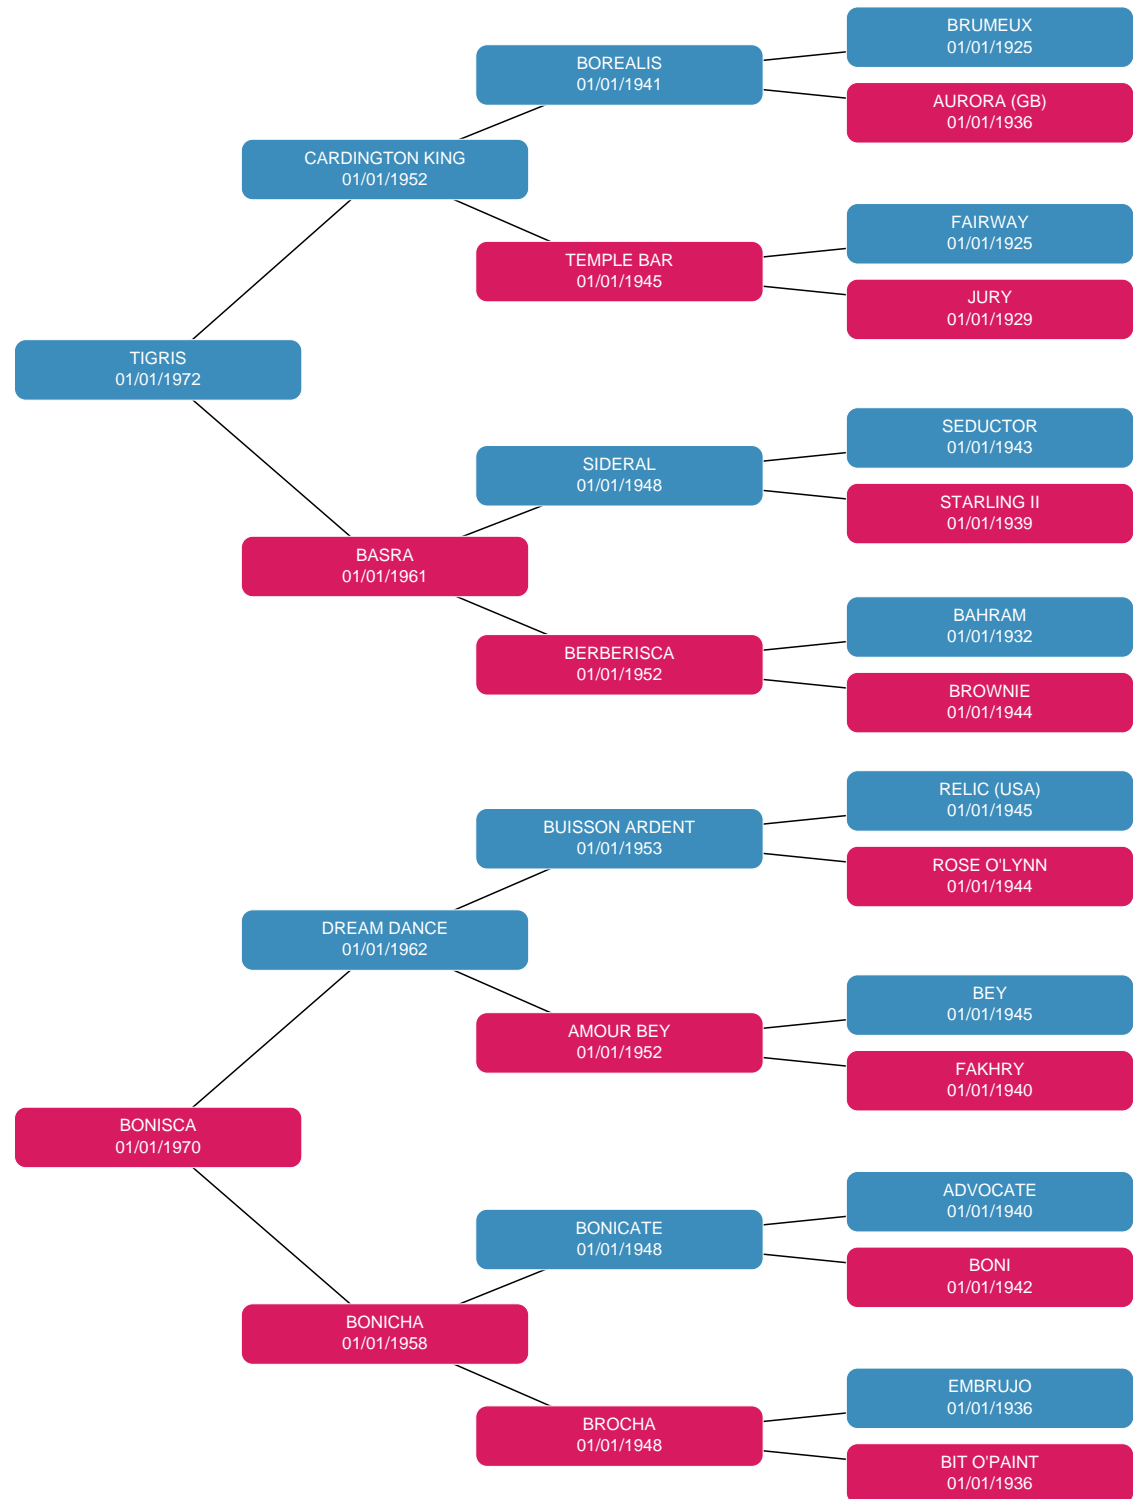 BRUMEUX
01/01/1925
BOREALIS
01/01/1941
AURORA (GB)
01/01/1936
CARDINGTON KING
01/01/1952
FAIRWAY
01/01/1925
TEMPLE BAR
01/01/1945
JURY
01/01/1929
TIGRIS
01/01/1972
SEDUCTOR
01/01/1943
SIDERAL
01/01/1948
STARLING II
01/01/1939
BASRA
01/01/1961
BAHRAM
01/01/1932
BERBERISCA
01/01/1952
BROWNIE
01/01/1944
RELIC (USA)
01/01/1945
BUISSON ARDENT
01/01/1953
ROSE O'LYNN
01/01/1944
DREAM DANCE
01/01/1962
BEY
01/01/1945
AMOUR BEY
01/01/1952
FAKHRY
01/01/1940
BONISCA
01/01/1970
ADVOCATE
01/01/1940
BONICATE
01/01/1948
BONI
01/01/1942
BONICHA
01/01/1958
EMBRUJO
01/01/1936
BROCHA
01/01/1948
BIT O'PAINT
01/01/1936